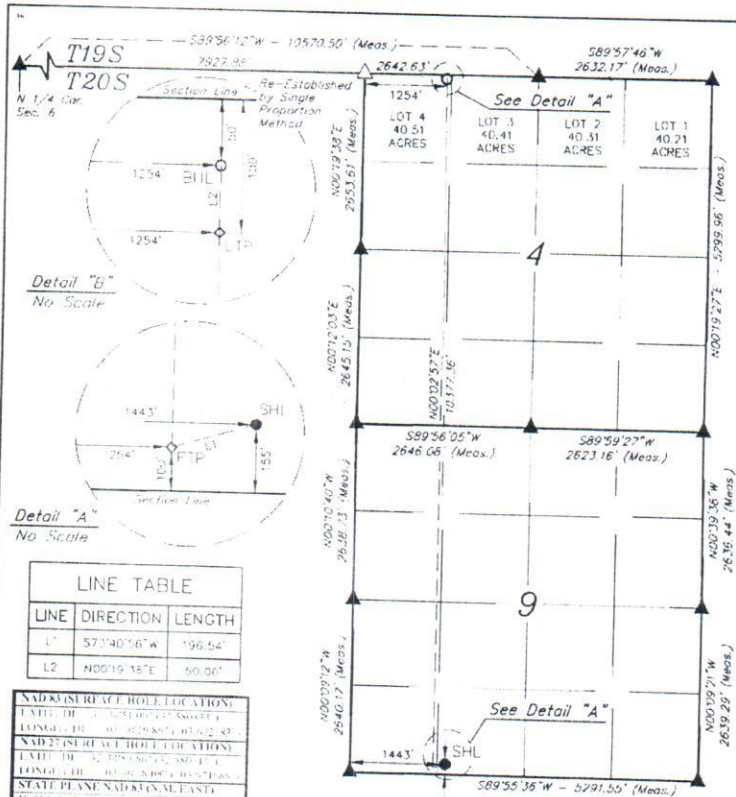 S89°56'12"W - 10570.50' (Meas.)
T19S
T20S
7927.88'
2642.63'
S89°57'46"W
2632.17' (Meas.)
N 1/4 Cor.
Sec. 6
Section Line
Re-Established
by Single
Proportion
Method
1254'
BHL
L2
50'
100'
1254'
LTP
Detail "B"
No Scale
1254'
See Detail "A"
LOT 4
40.51
ACRES
LOT 3
40.41
ACRES
LOT 2
40.31
ACRES
LOT 1
40.21
ACRES
N00°19'38"E
2653.61' (Meas.)
4
N00°19'27"E - 5299.96' (Meas.)
N00°12'03"E
2645.15' (Meas.)
N00°02'57"E
10377.36'
S89°56'05"W
2646.08' (Meas.)
S89°59'27"W
2623.16' (Meas.)
1443'
SHL
L1
FTP
100'
155'
Section Line
Detail "A"
No Scale
N00°10'40"W
2638.73' (Meas.)
N00°39'36"W
2636.44' (Meas.)
9
LINE TABLE
LINE DIRECTION LENGTH
L1 S73°40'56"W 196.54'
L2 N00°19'38"E 50.00'
N00°09'12"W
2640.17' (Meas.)
N00°09'21"W
2639.29' (Meas.)
See Detail "A"
1443'
SHL
S89°55'36"W - 5291.55' (Meas.)
NAD 83 (SURFACE HOLE LOCATION)
NAD 27 (SURFACE HOLE LOCATION)
STATE PLANE NAD 83 (N.M. EAST)